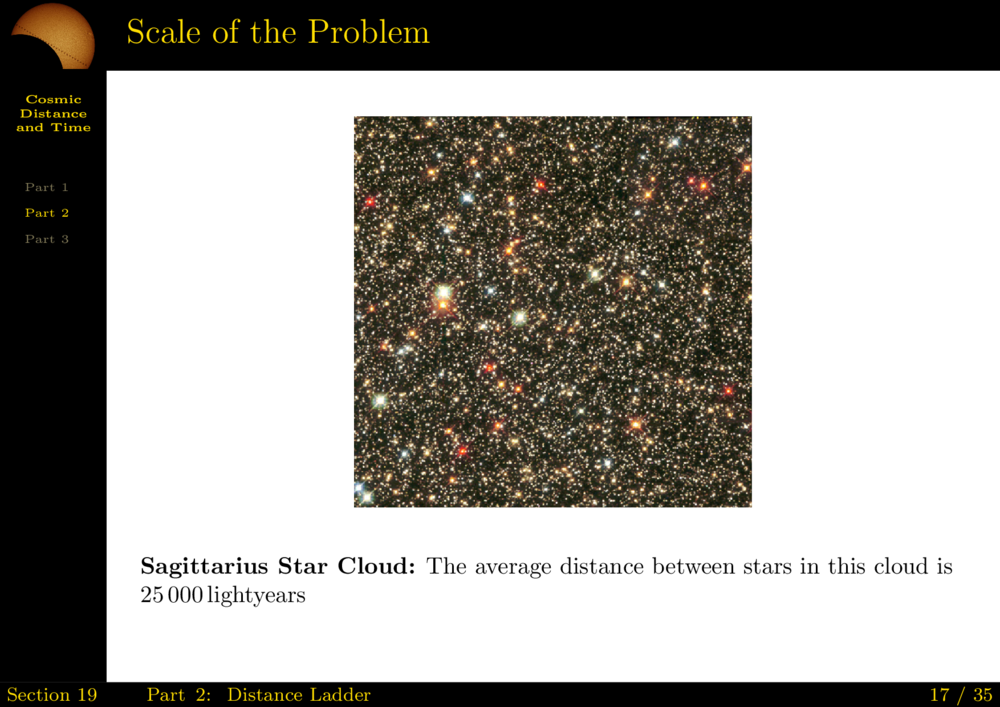 Scale of the Problem
Cosmic
Distance
and Time
Part 1
Part 2
Part 3
Sagittarius Star Cloud: The average distance between stars in this cloud is
25 000 lightyears
Section 19
Part 2: Distance Ladder
17 / 35